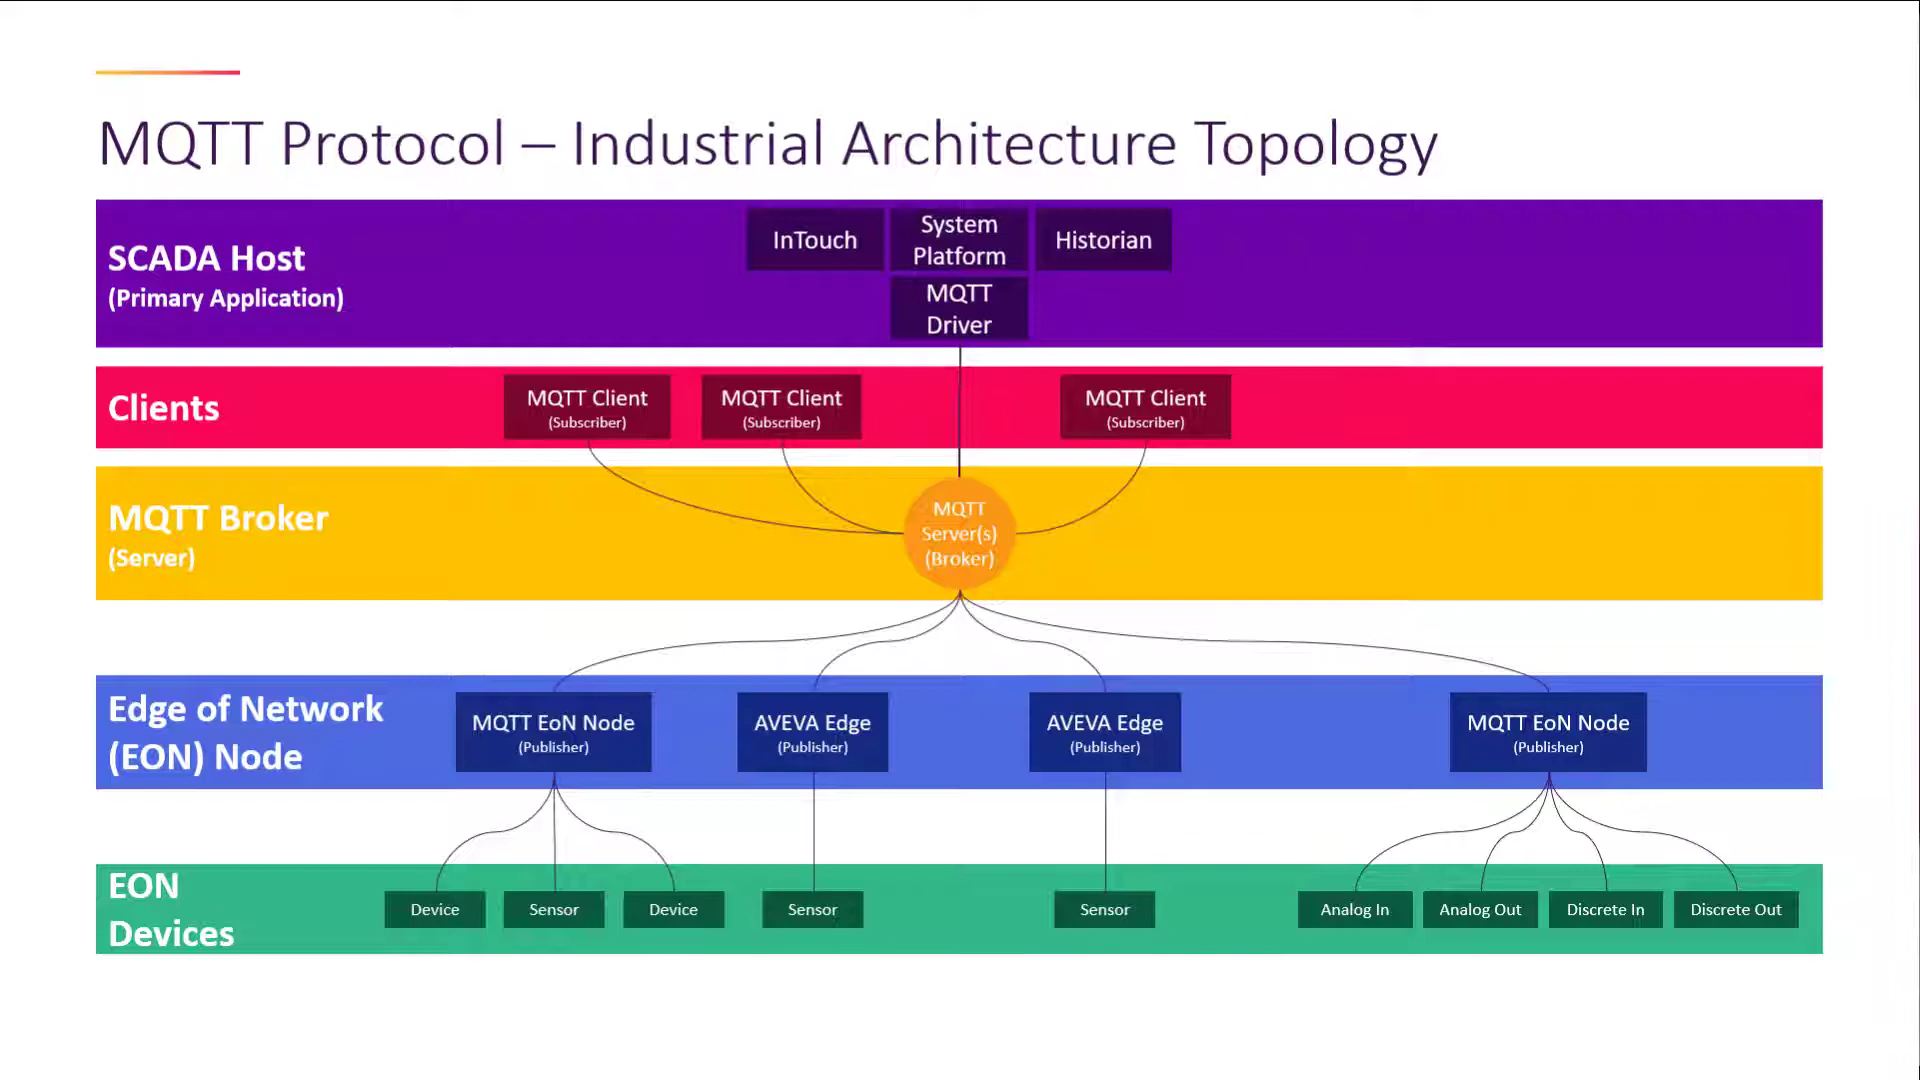 MQTT Protocol – Industrial Architecture Topology
SCADA Host
(Primary Application)
InTouch
System
Platform
Historian
MQTT
Driver
Clients
MQTT Client
(Subscriber)
MQTT Client
(Subscriber)
MQTT Client
(Subscriber)
MQTT Broker
(Server)
MQTT
Server(s)
(Broker)
Edge of Network
(EON) Node
MQTT EoN Node
(Publisher)
AVEVA Edge
(Publisher)
AVEVA Edge
(Publisher)
MQTT EoN Node
(Publisher)
EON
Devices
Device
Sensor
Device
Sensor
Sensor
Analog In
Analog Out
Discrete In
Discrete Out